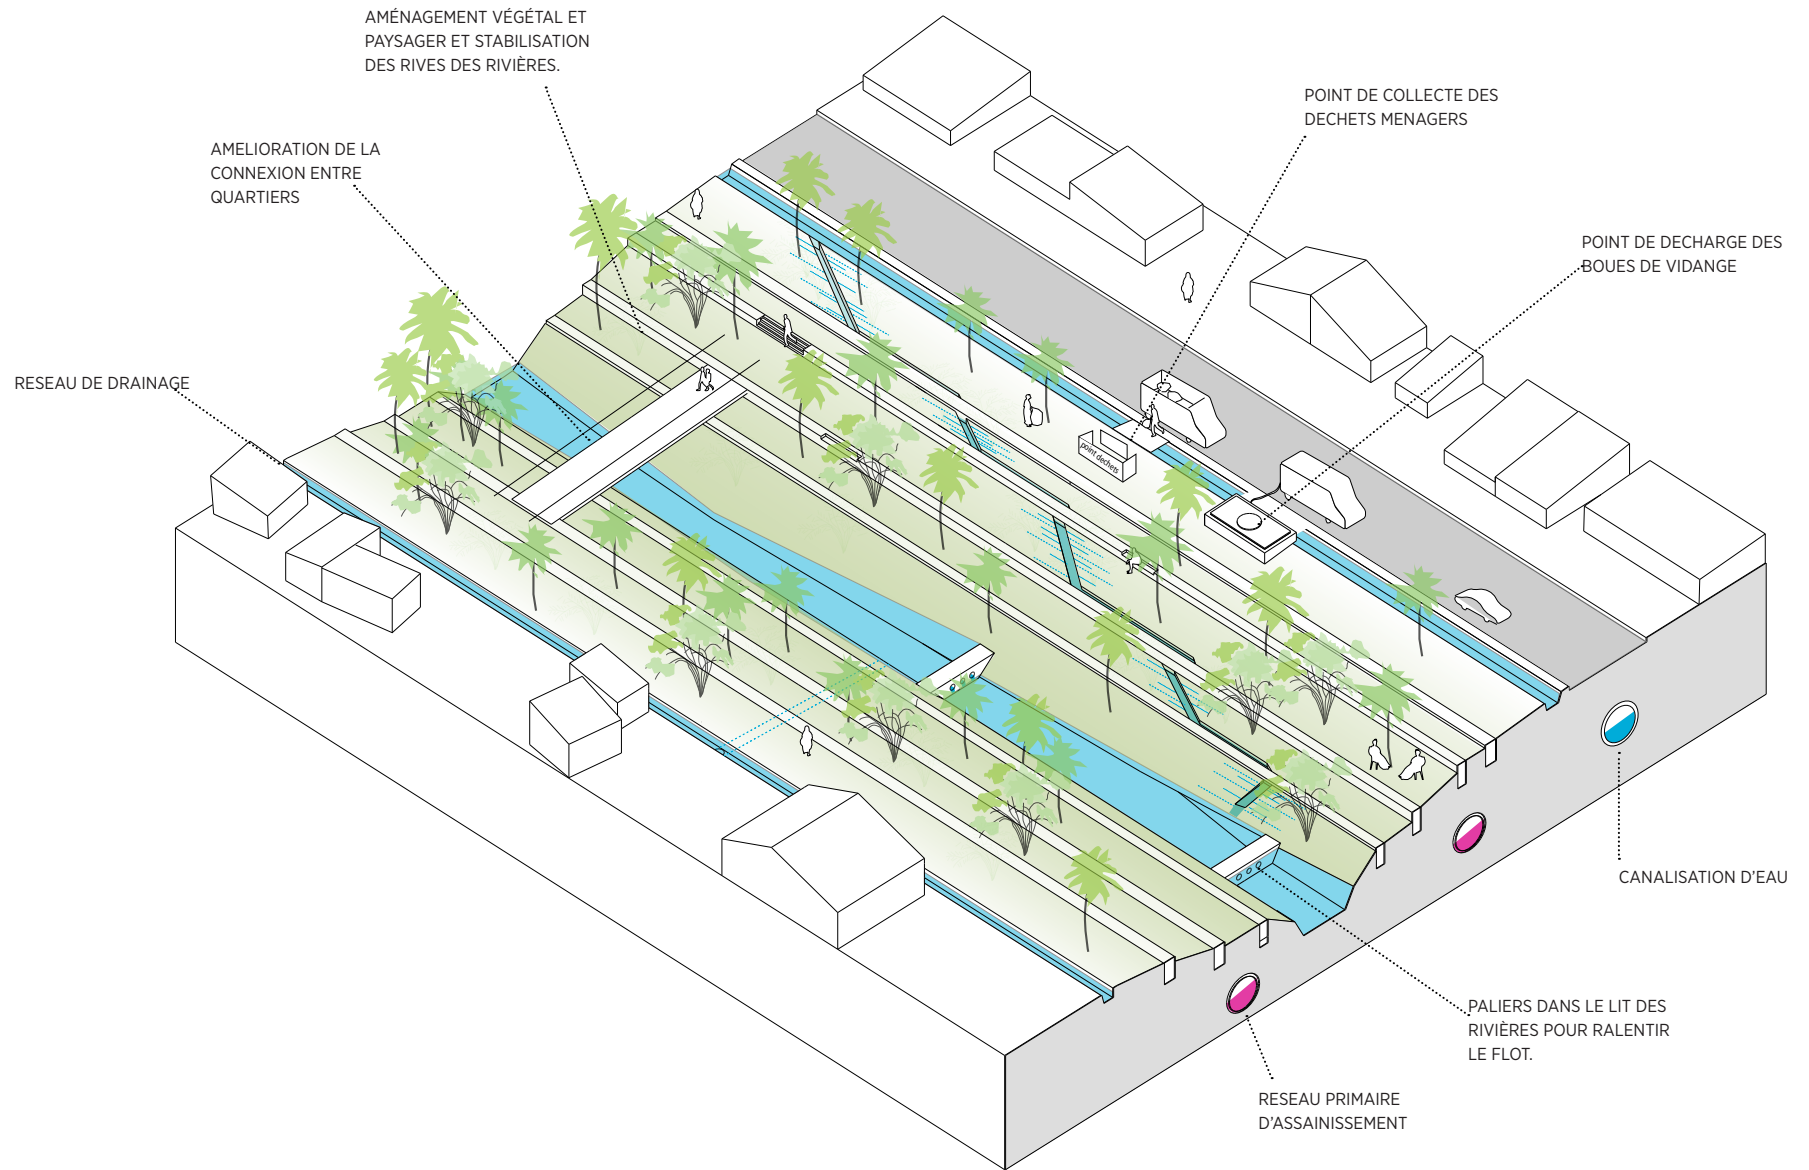 AMÉNAGEMENT VÉGÉTAL ET
PAYSAGER ET STABILISATION
DES RIVES DES RIVIÈRES.
POINT DE COLLECTE DES
DECHETS MENAGERS
AMELIORATION DE LA
CONNEXION ENTRE
QUARTIERS
POINT DE DECHARGE DES
BOUES DE VIDANGE
RESEAU DE DRAINAGE
point dechets
CANALISATION D'EAU
PALIERS DANS LE LIT DES
RIVIÈRES POUR RALENTIR
LE FLOT.
RESEAU PRIMAIRE
D'ASSAINISSEMENT